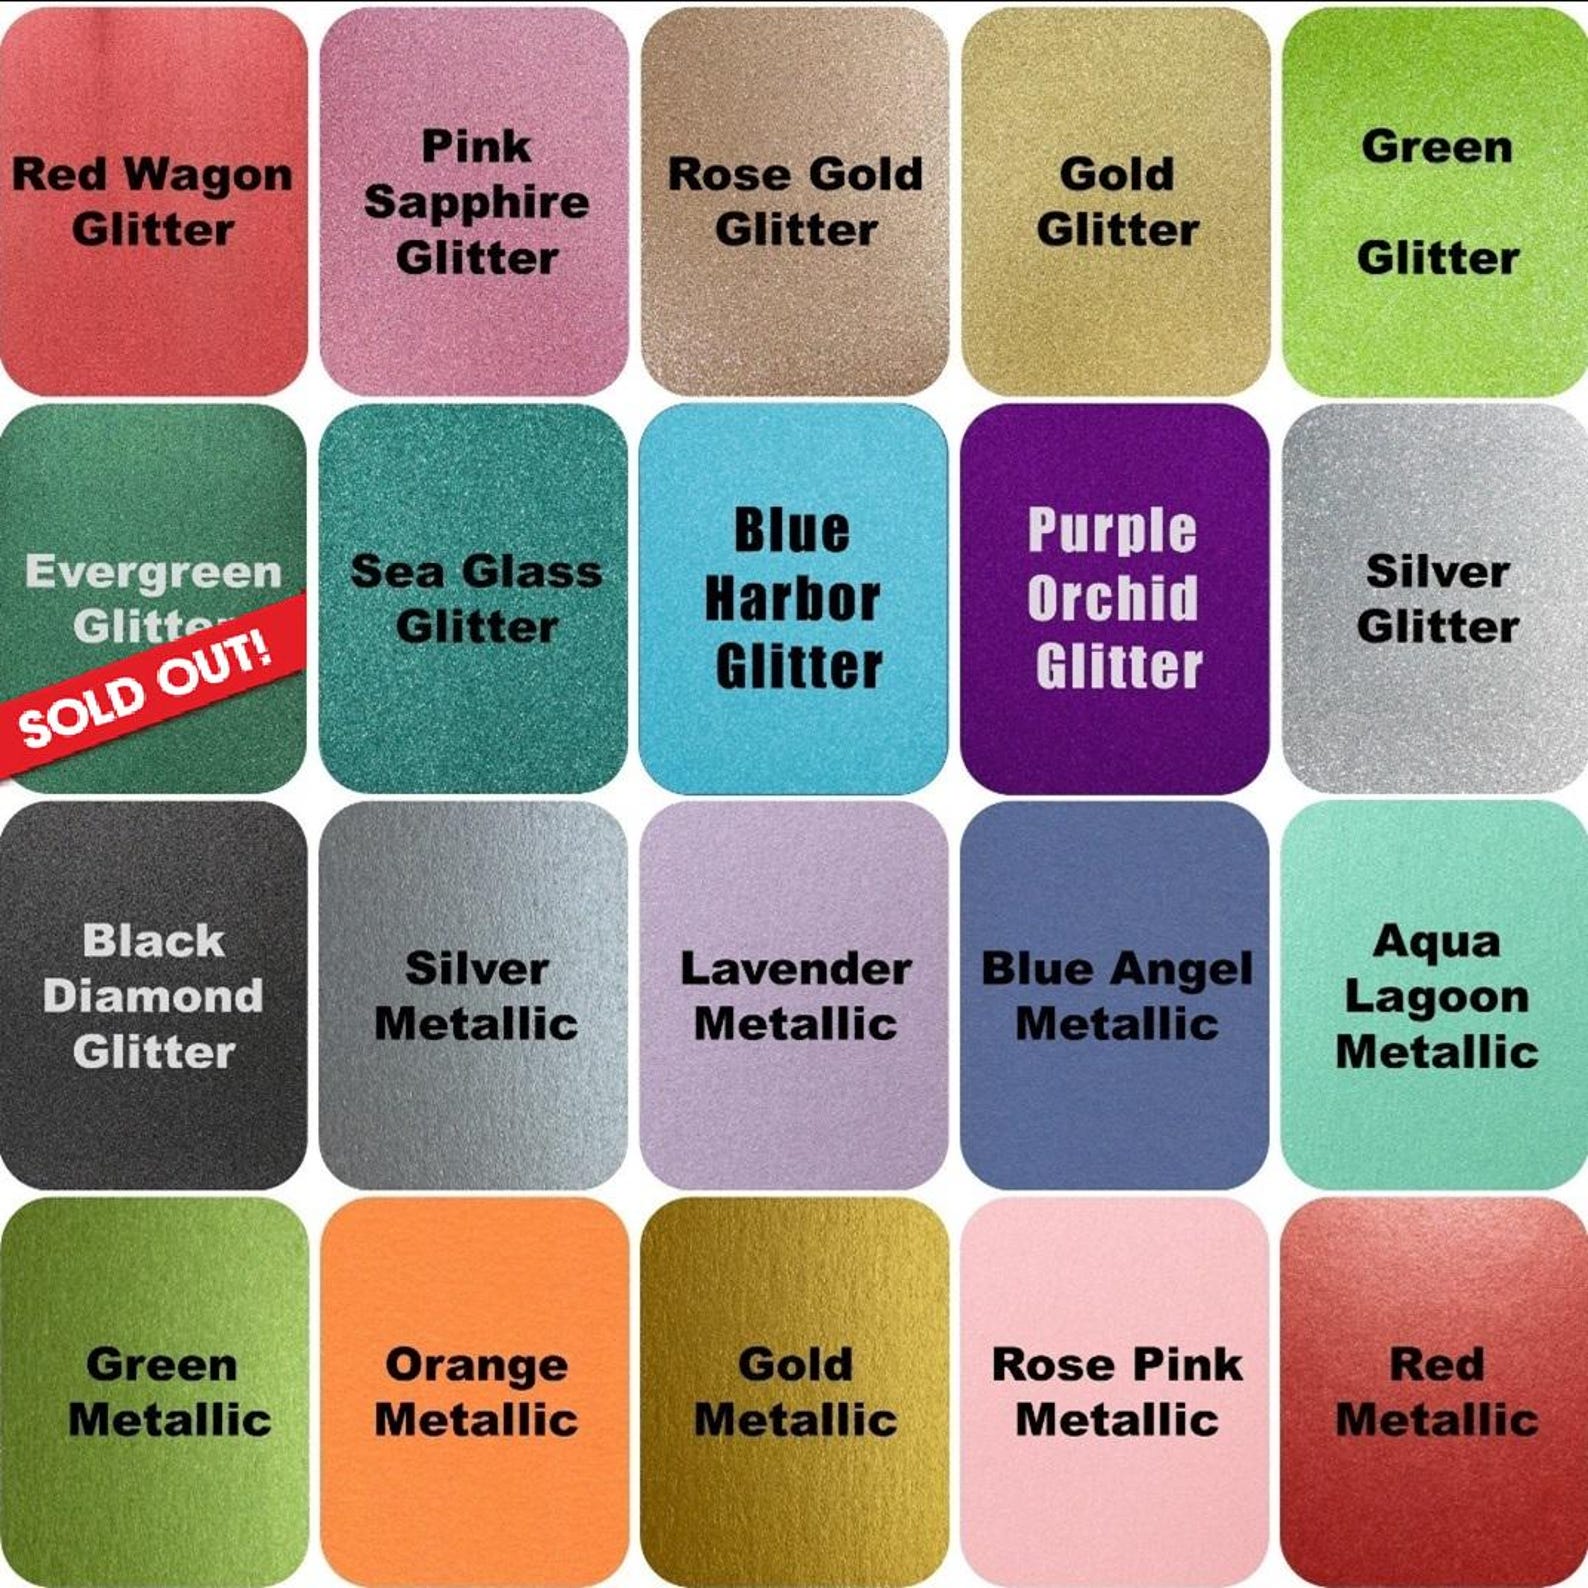 Red Wagon
Glitter
Pink
Sapphire
Glitter
Rose Gold
Glitter
Gold
Glitter
Green
Glitter
Evergreen
Glitter
SOLD OUT!
Sea Glass
Glitter
Blue
Harbor
Glitter
Purple
Orchid
Glitter
Silver
Glitter
Black
Diamond
Glitter
Silver
Metallic
Lavender
Metallic
Blue Angel
Metallic
Aqua
Lagoon
Metallic
Green
Metallic
Orange
Metallic
Gold
Metallic
Rose Pink
Metallic
Red
Metallic